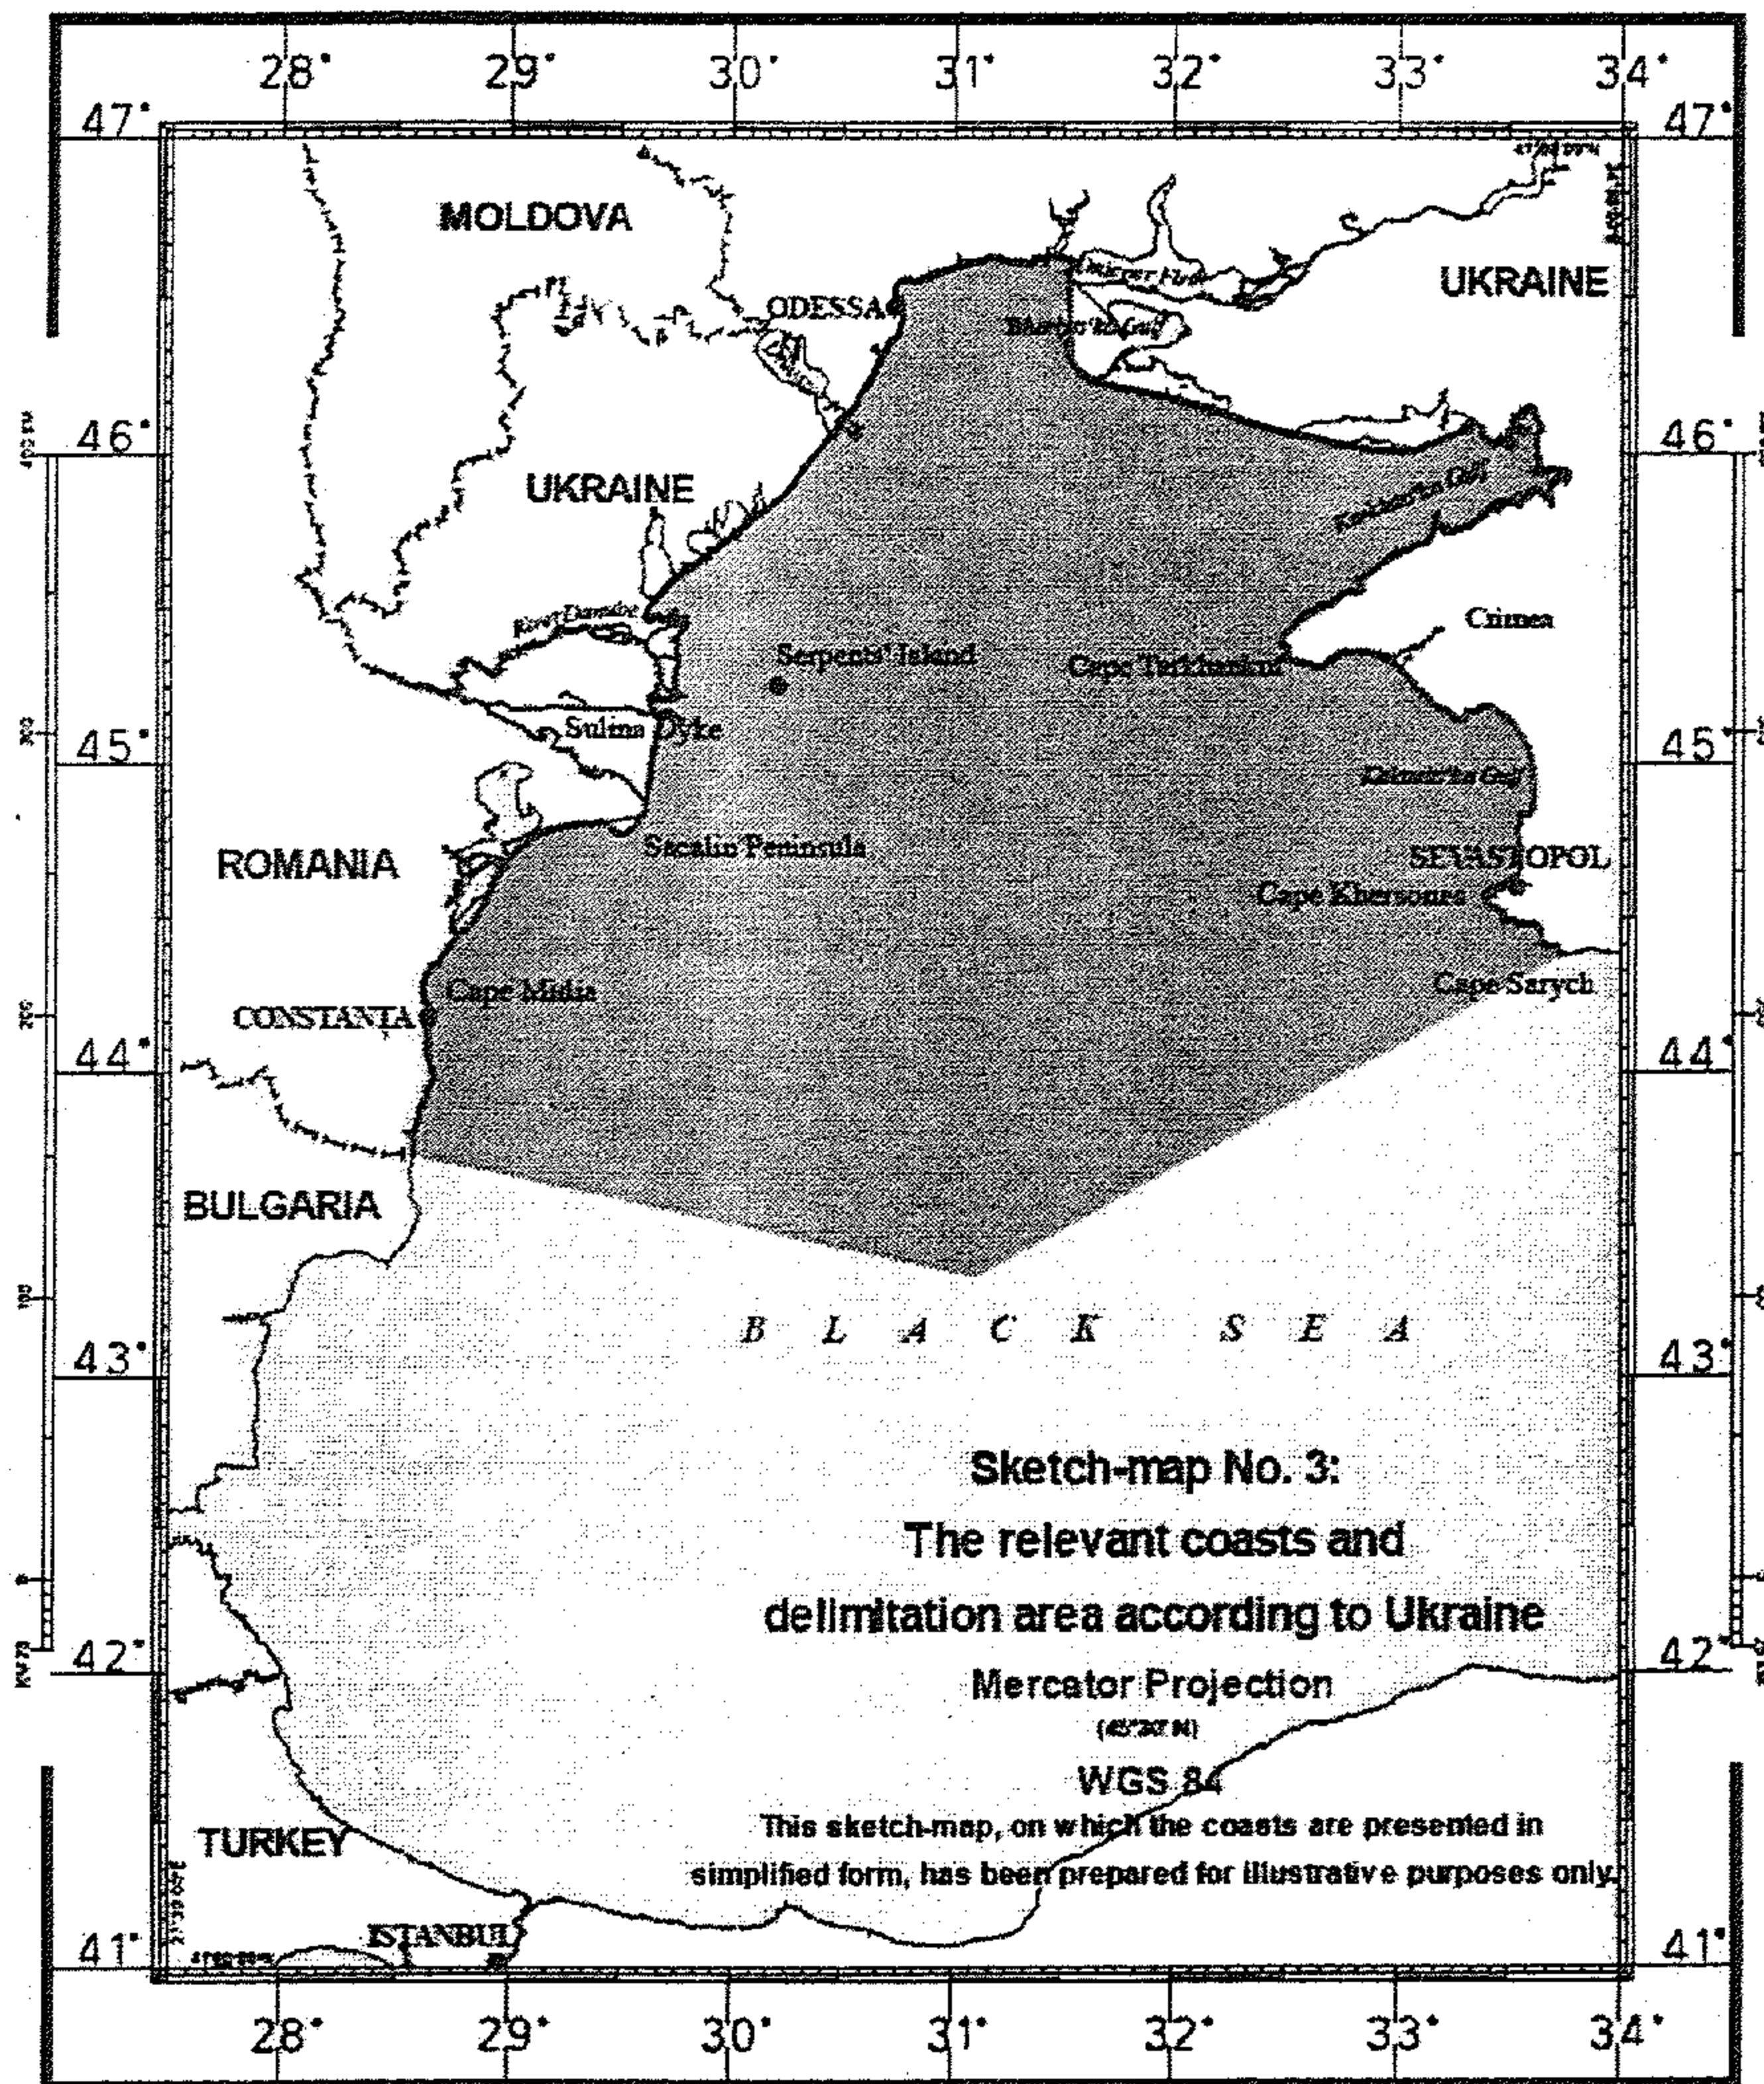 28° 29° 30° 31° 32° 33° 34°
47° 47°
MOLDOVA
UKRAINE
ODESSA
46° 46°
UKRAINE
River Danube
Crimea
Serpents' Island
Cape Tarkhankut
Sulina Dyke
45° 45°
Sacalin Peninsula
ROMANIA
SEVASTOPOL
Cape Khersones
Cape Midia
Cape Sarych
CONSTANTA
44° 44°
BULGARIA
BLACK SEA
43° 43°
Sketch-map No. 3:
The relevant coasts and
delimitation area according to Ukraine
42° 42°
Mercator Projection
WGS 84
This sketch-map, on which the coasts are presented in
TURKEY
simplified form, has been prepared for illustrative purposes only.
ISTANBUL
41° 41°
28° 29° 30° 31° 32° 33° 34°